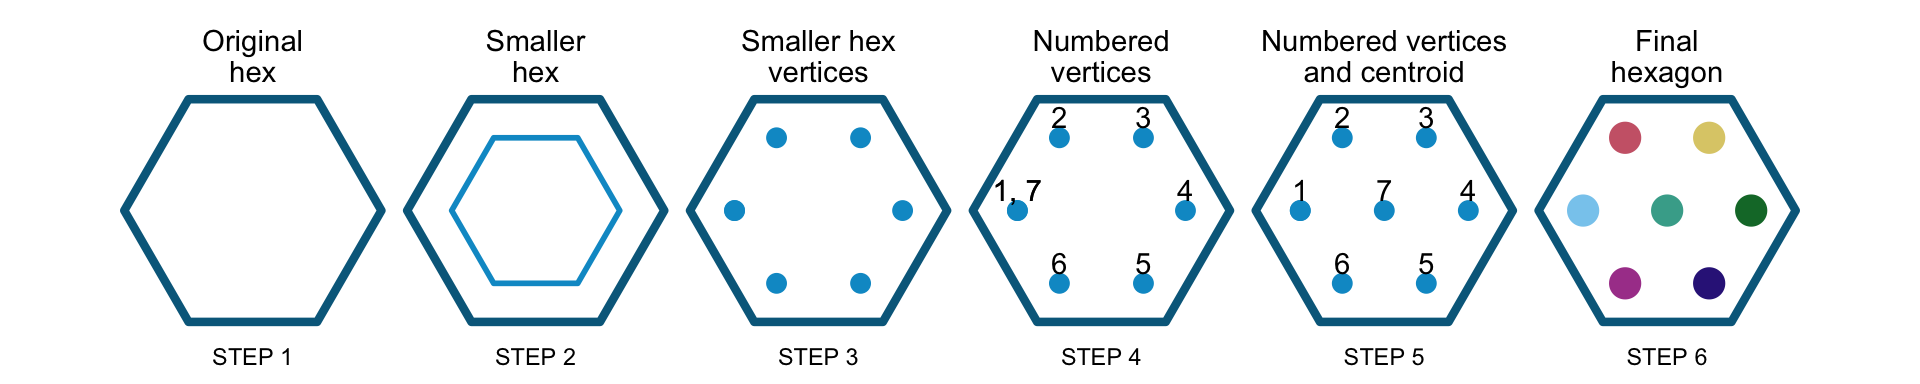 Original
hex
Smaller
hex
Smaller hex
vertices
Numbered
vertices
Numbered vertices
and centroid
Final
hexagon
2 3
1, 7 4
6 5
2 3
1 7 4
6 5
STEP 1
STEP 2
STEP 3
STEP 4
STEP 5
STEP 6